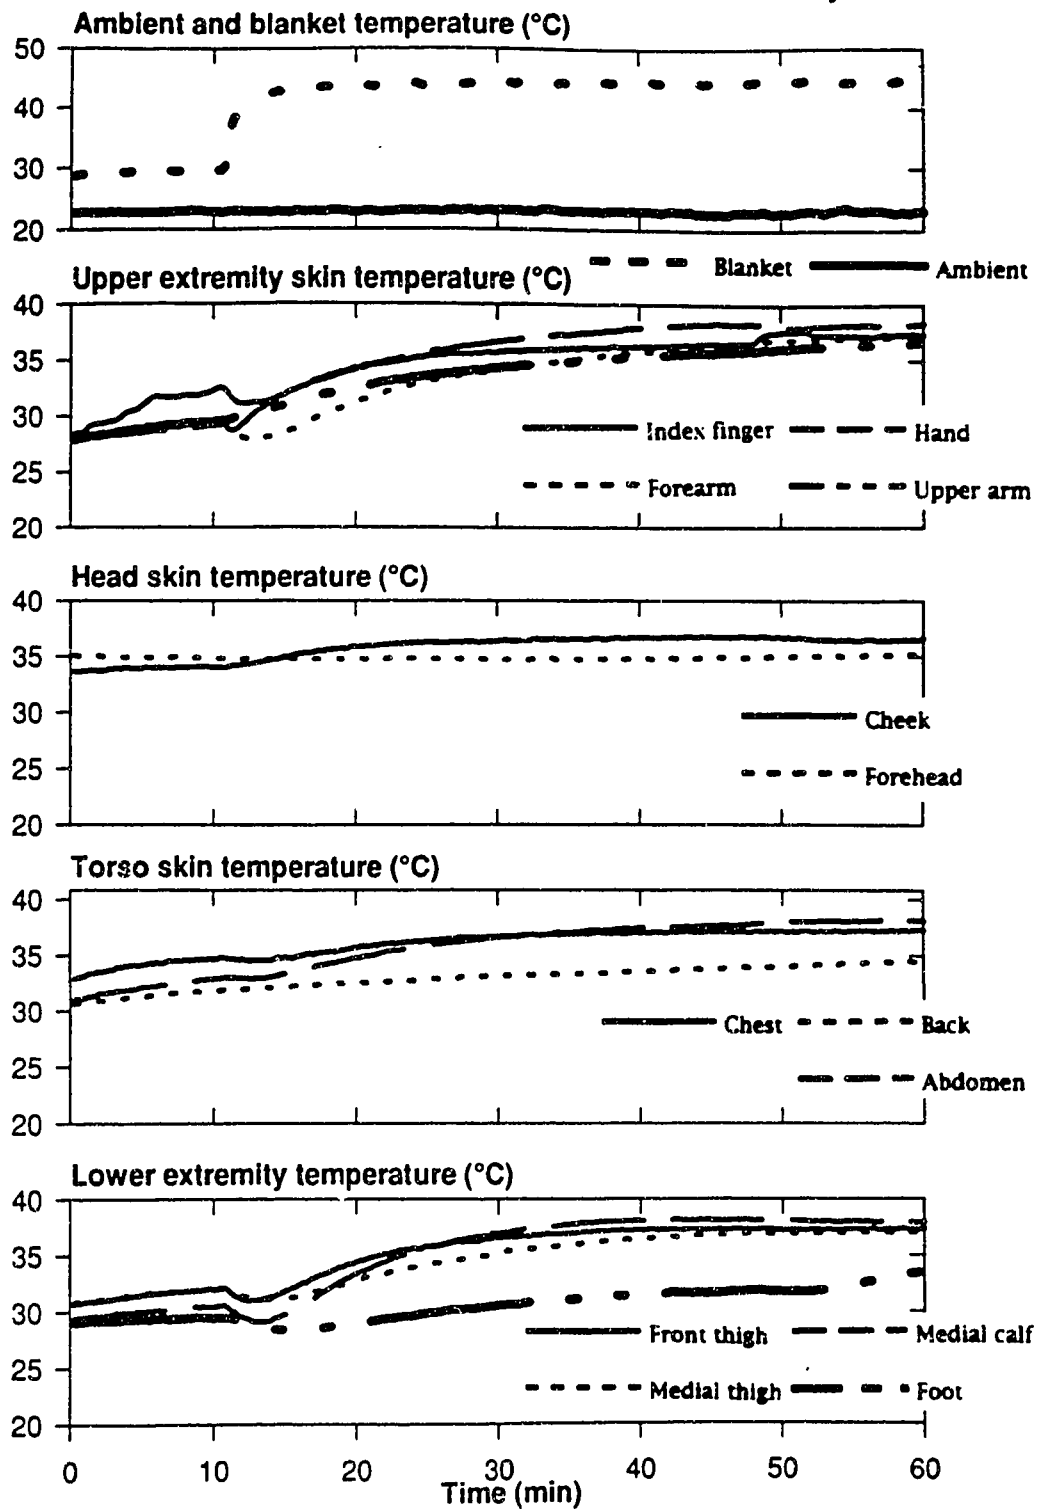 Ambient and blanket temperature (°C)
50
40
30
20
Blanket Ambient
Upper extremity skin temperature (°C)
40
35
30
25
20
Index finger Hand
Forearm Upper arm
Head skin temperature (°C)
40
35
30
25
20
Cheek
Forehead
Torso skin temperature (°C)
40
35
30
25
20
Chest Back
Abdomen
Lower extremity temperature (°C)
40
35
30
25
20
Front thigh Medial calf
Medial thigh Foot
0 10 20 30 40 50 60
Time (min)